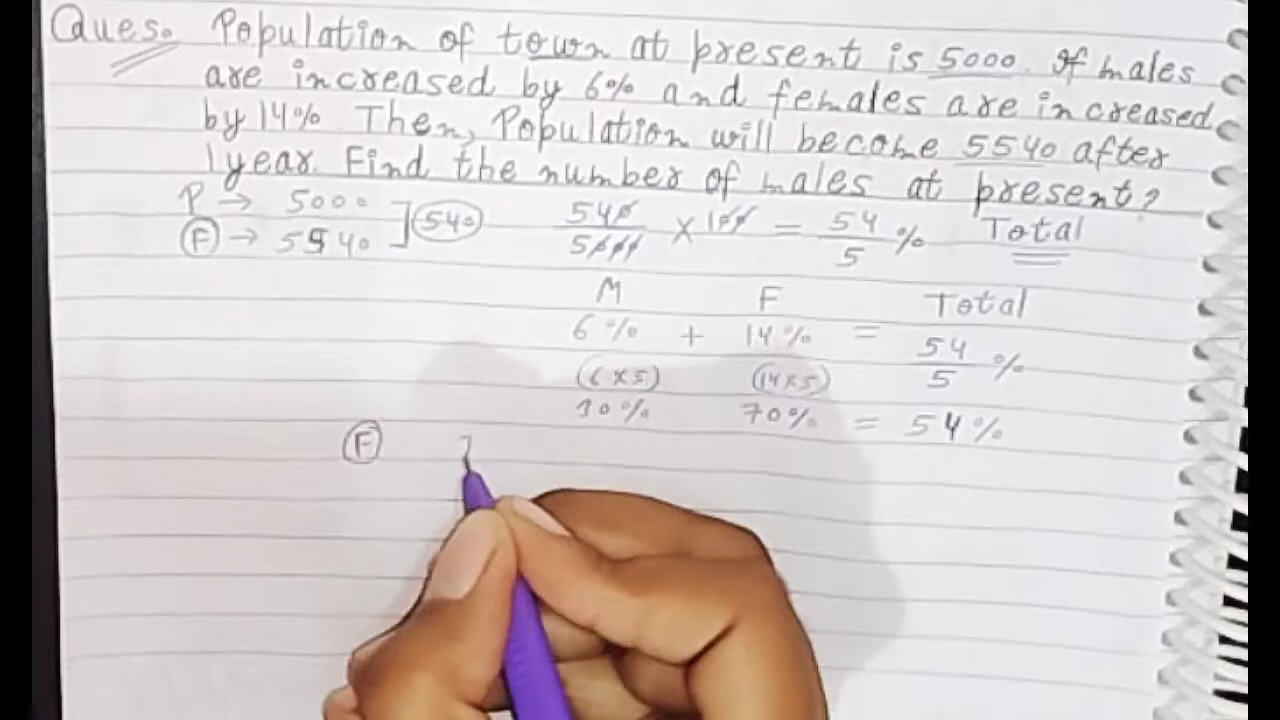 Ques. Population of town at present is 5000. If males
are increased by 6% and females are increased
by 14% Then, Population will become 5540 after
1 year. Find the number of males at present?
P → 5000
F → 5540 ] 540 540/5000 × 100 = 54/5 % Total
M F Total
6% + 14% = 54/5 %
(6×5) (14×5)
30% 70% = 54%
F